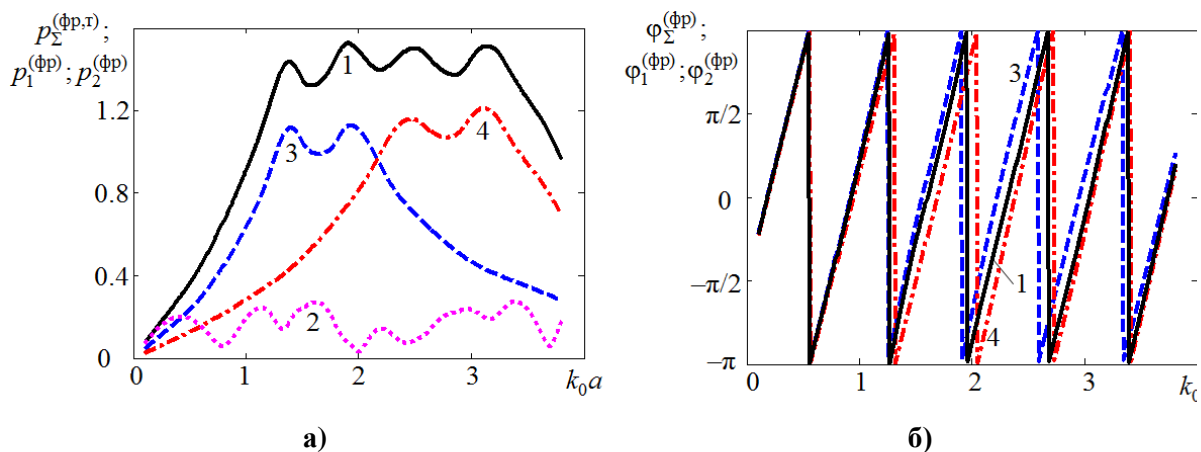 p_Σ^(фр,т);
p_1^(фр); p_2^(фр)
1.2
0.8
0.4
0
0 1 2 3 k_0a
1
3
4
2
а)
φ_Σ^(фр);
φ_1^(фр); φ_2^(фр)
π/2
0
−π/2
−π
0 1 2 3 k_0
3
1
4
б)